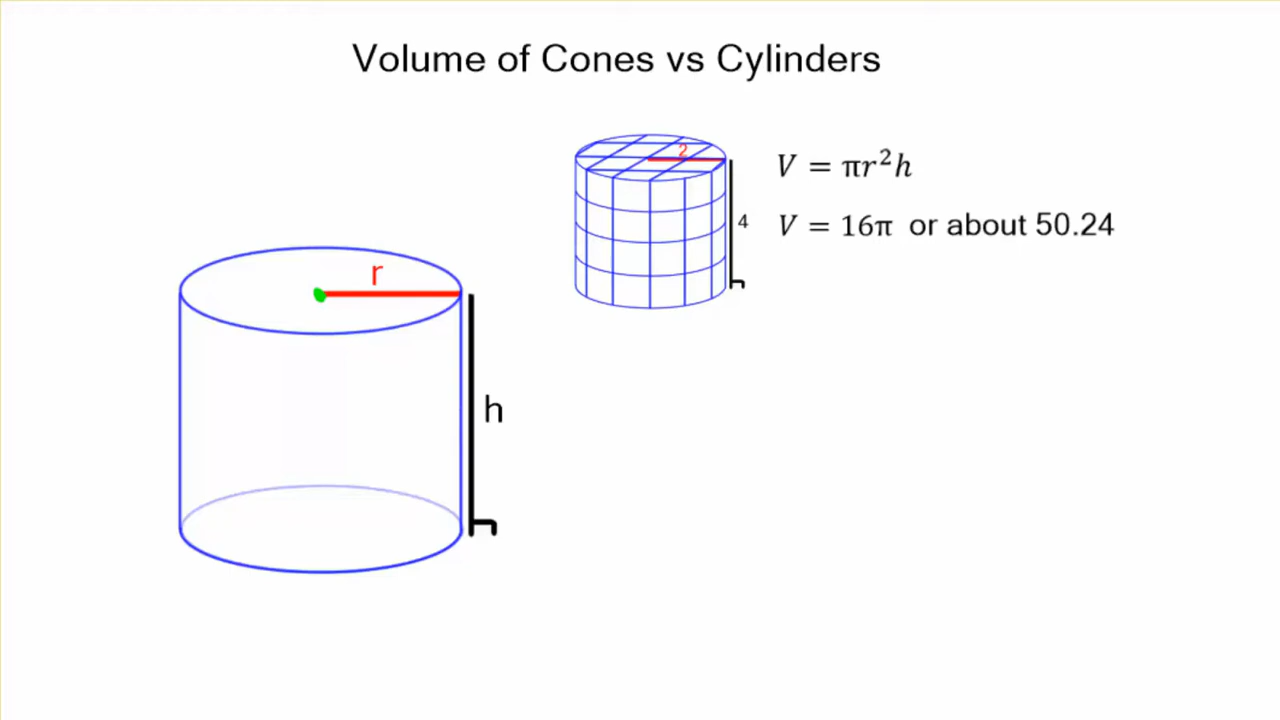 Volume of Cones vs Cylinders
2
V = πr²h
4
V = 16π or about 50.24
r
h